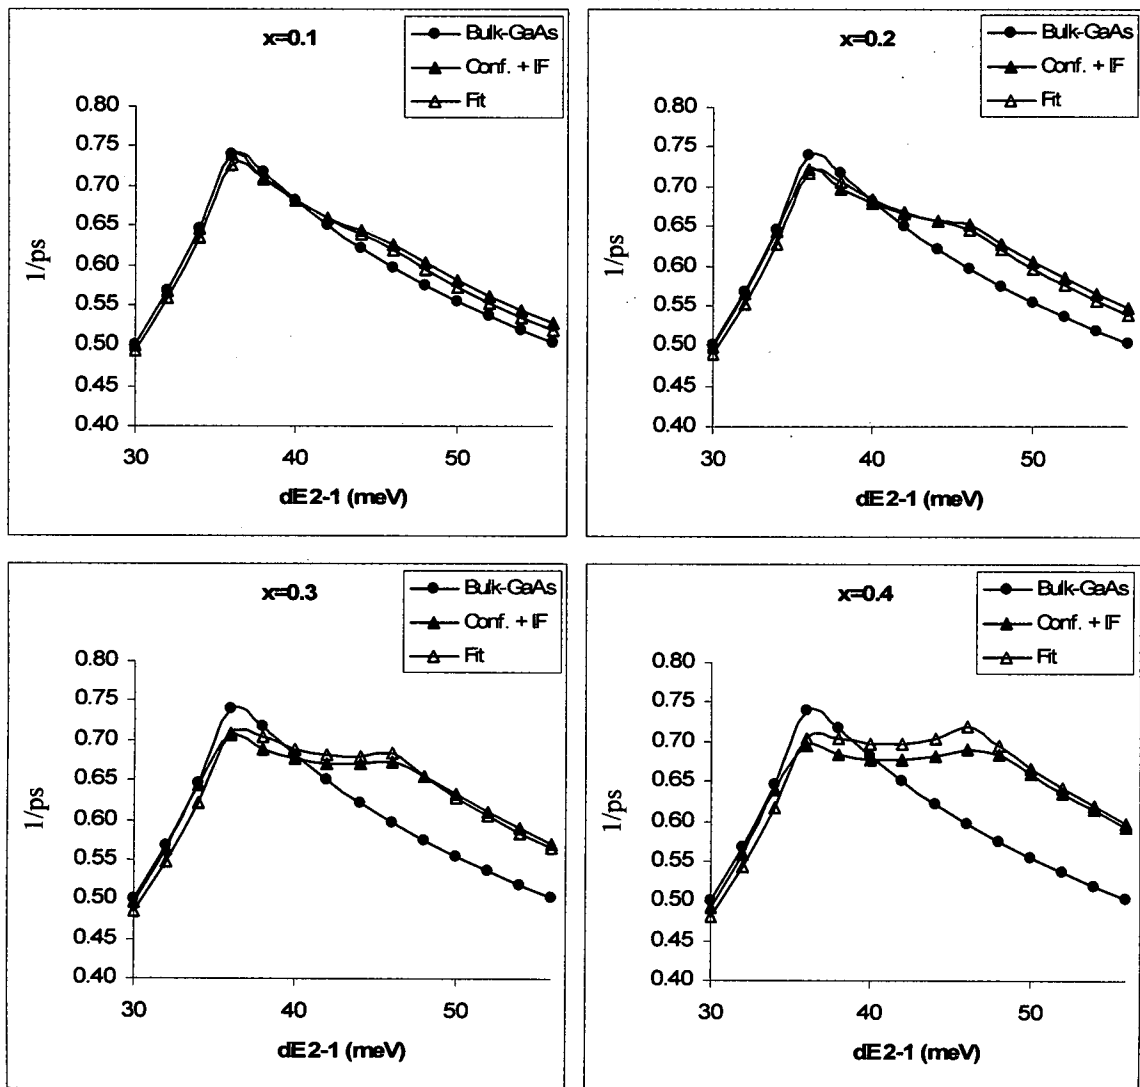 x=0.1
Bulk-GaAs
Conf. + IF
Fit
0.80
0.75
0.70
0.65
0.60
0.55
0.50
0.45
0.40
1/ps
30
40
50
dE2-1 (meV)
x=0.2
Bulk-GaAs
Conf. + IF
Fit
0.80
0.75
0.70
0.65
0.60
0.55
0.50
0.45
0.40
1/ps
30
40
50
dE2-1 (meV)
x=0.3
Bulk-GaAs
Conf. + IF
Fit
0.80
0.75
0.70
0.65
0.60
0.55
0.50
0.45
0.40
1/ps
30
40
50
dE2-1 (meV)
x=0.4
Bulk-GaAs
Conf. + IF
Fit
0.80
0.75
0.70
0.65
0.60
0.55
0.50
0.45
0.40
1/ps
30
40
50
dE2-1 (meV)